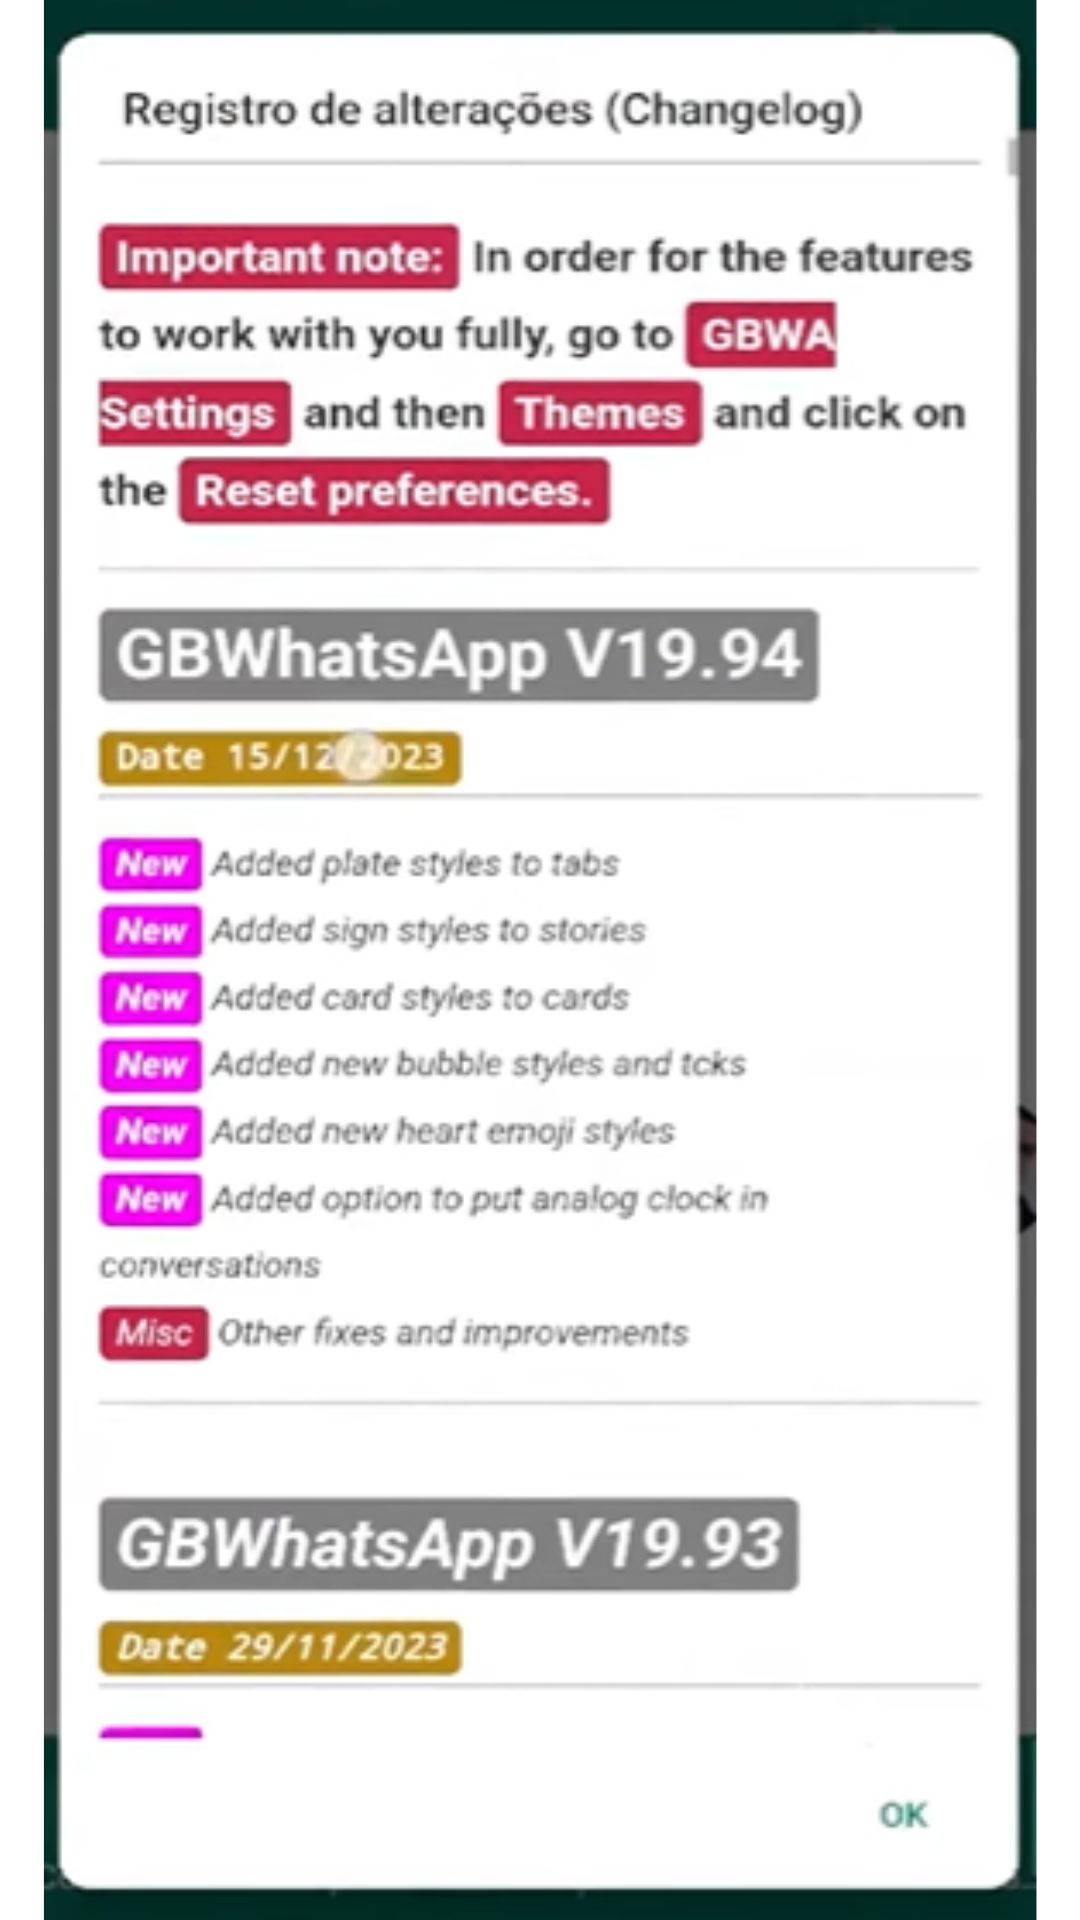 Registro de alterações (Changelog)
Important note: In order for the features
to work with you fully, go to GBWA
Settings and then Themes and click on
the Reset preferences.
GBWhatsApp V19.94
Date 15/12/2023
New Added plate styles to tabs
New Added sign styles to stories
New Added card styles to cards
New Added new bubble styles and tcks
New Added new heart emoji styles
New Added option to put analog clock in
conversations
Misc Other fixes and improvements
GBWhatsApp V19.93
Date 29/11/2023
OK